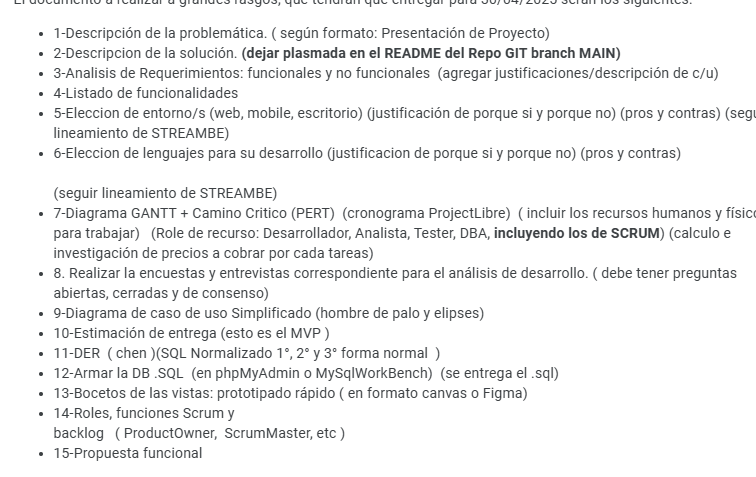 El documento a realizar a grandes rasgos, que tendrán que entregar para 30/04/2025 serán los siguientes:
1-Descripción de la problemática. ( según formato: Presentación de Proyecto)
2-Descripcion de la solución. (dejar plasmada en el README del Repo GIT branch MAIN)
3-Analisis de Requerimientos: funcionales y no funcionales (agregar justificaciones/descripción de c/u)
4-Listado de funcionalidades
5-Eleccion de entorno/s (web, mobile, escritorio) (justificación de porque si y porque no) (pros y contras) (segu
lineamiento de STREAMBE)
6-Eleccion de lenguajes para su desarrollo (justificacion de porque si y porque no) (pros y contras)
(seguir lineamiento de STREAMBE)
7-Diagrama GANTT + Camino Critico (PERT) (cronograma ProjectLibre) ( incluir los recursos humanos y físic
para trabajar) (Role de recurso: Desarrollador, Analista, Tester, DBA, incluyendo los de SCRUM) (calculo e
investigación de precios a cobrar por cada tareas)
8. Realizar la encuestas y entrevistas correspondiente para el análisis de desarrollo. ( debe tener preguntas
abiertas, cerradas y de consenso)
9-Diagrama de caso de uso Simplificado (hombre de palo y elipses)
10-Estimación de entrega (esto es el MVP )
11-DER ( chen )(SQL Normalizado 1°, 2° y 3° forma normal )
12-Armar la DB .SQL (en phpMyAdmin o MySqlWorkBench) (se entrega el .sql)
13-Bocetos de las vistas: prototipado rápido ( en formato canvas o Figma)
14-Roles, funciones Scrum y
backlog ( ProductOwner, ScrumMaster, etc )
15-Propuesta funcional